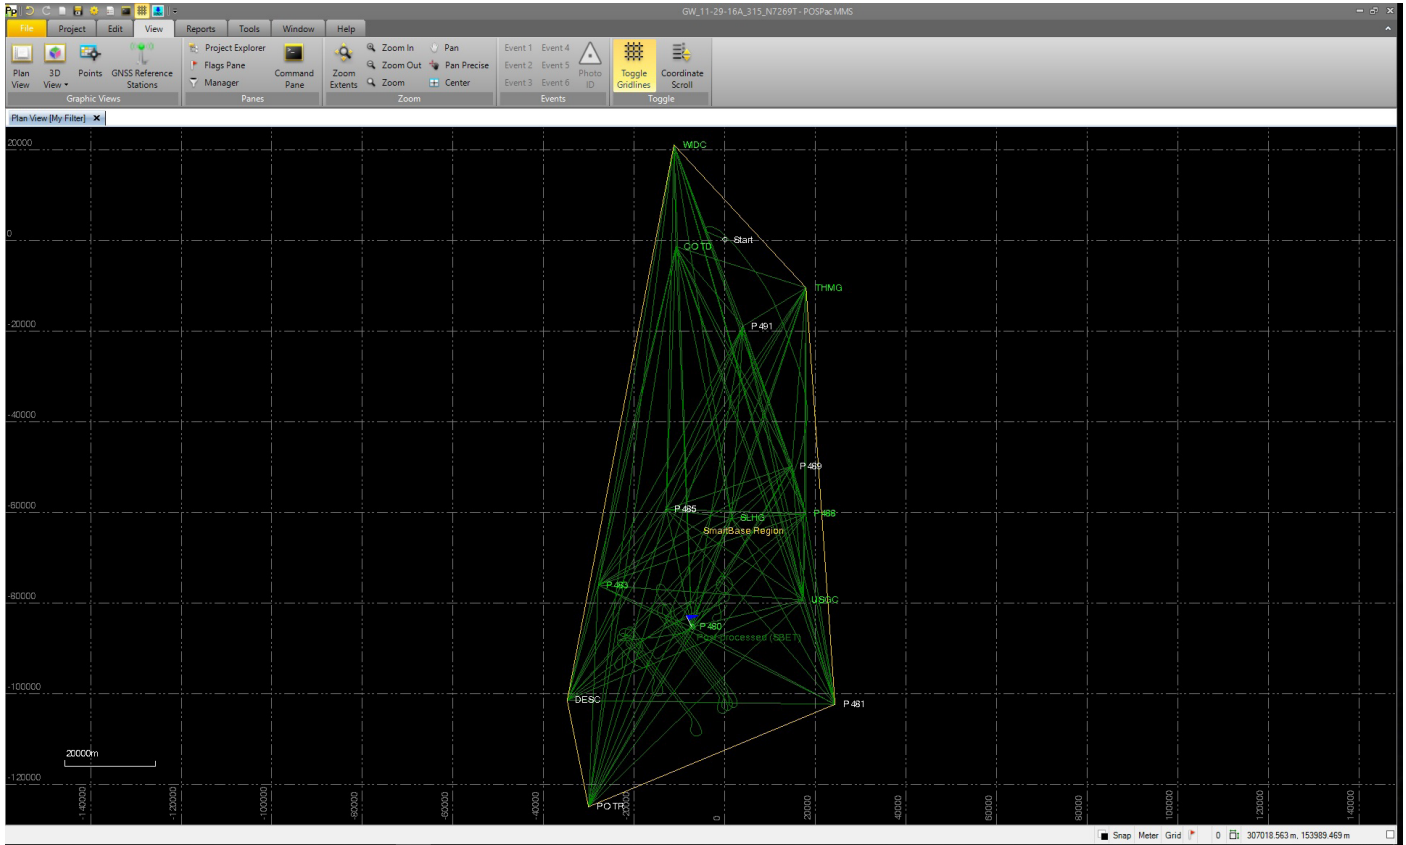 GW_11-29-16A_315_N7269T - POSPac MMS
File Project Edit View Reports Tools Window Help
Plan View
3D View
Points
GNSS Reference Stations
Graphic Views
Project Explorer
Flags Pane
Manager
Command Pane
Panes
Zoom Extents
Zoom In
Zoom Out
Zoom
Pan
Pan Precise
Center
Zoom
Event 1 Event 4
Event 2 Event 5
Event 3 Event 6
Photo ID
Events
Toggle Gridlines
Coordinate Scroll
Toggle
Plan View [My Filter]
20000
WIDC
0
Start
COTD
THMG
-20000
P491
-40000
P489
-60000
P485
SLHG
P488
SmartBase Region
P483
-80000
USGC
P480
Post-processed (SBET)
-100000
DESC
P481
20000m
-120000
POTR
-140000 -120000 -100000 -80000 -60000 -40000 -20000 0 20000 40000 60000 80000 100000 120000 140000
Snap Meter Grid 0 307018.563 m, 153989.469 m